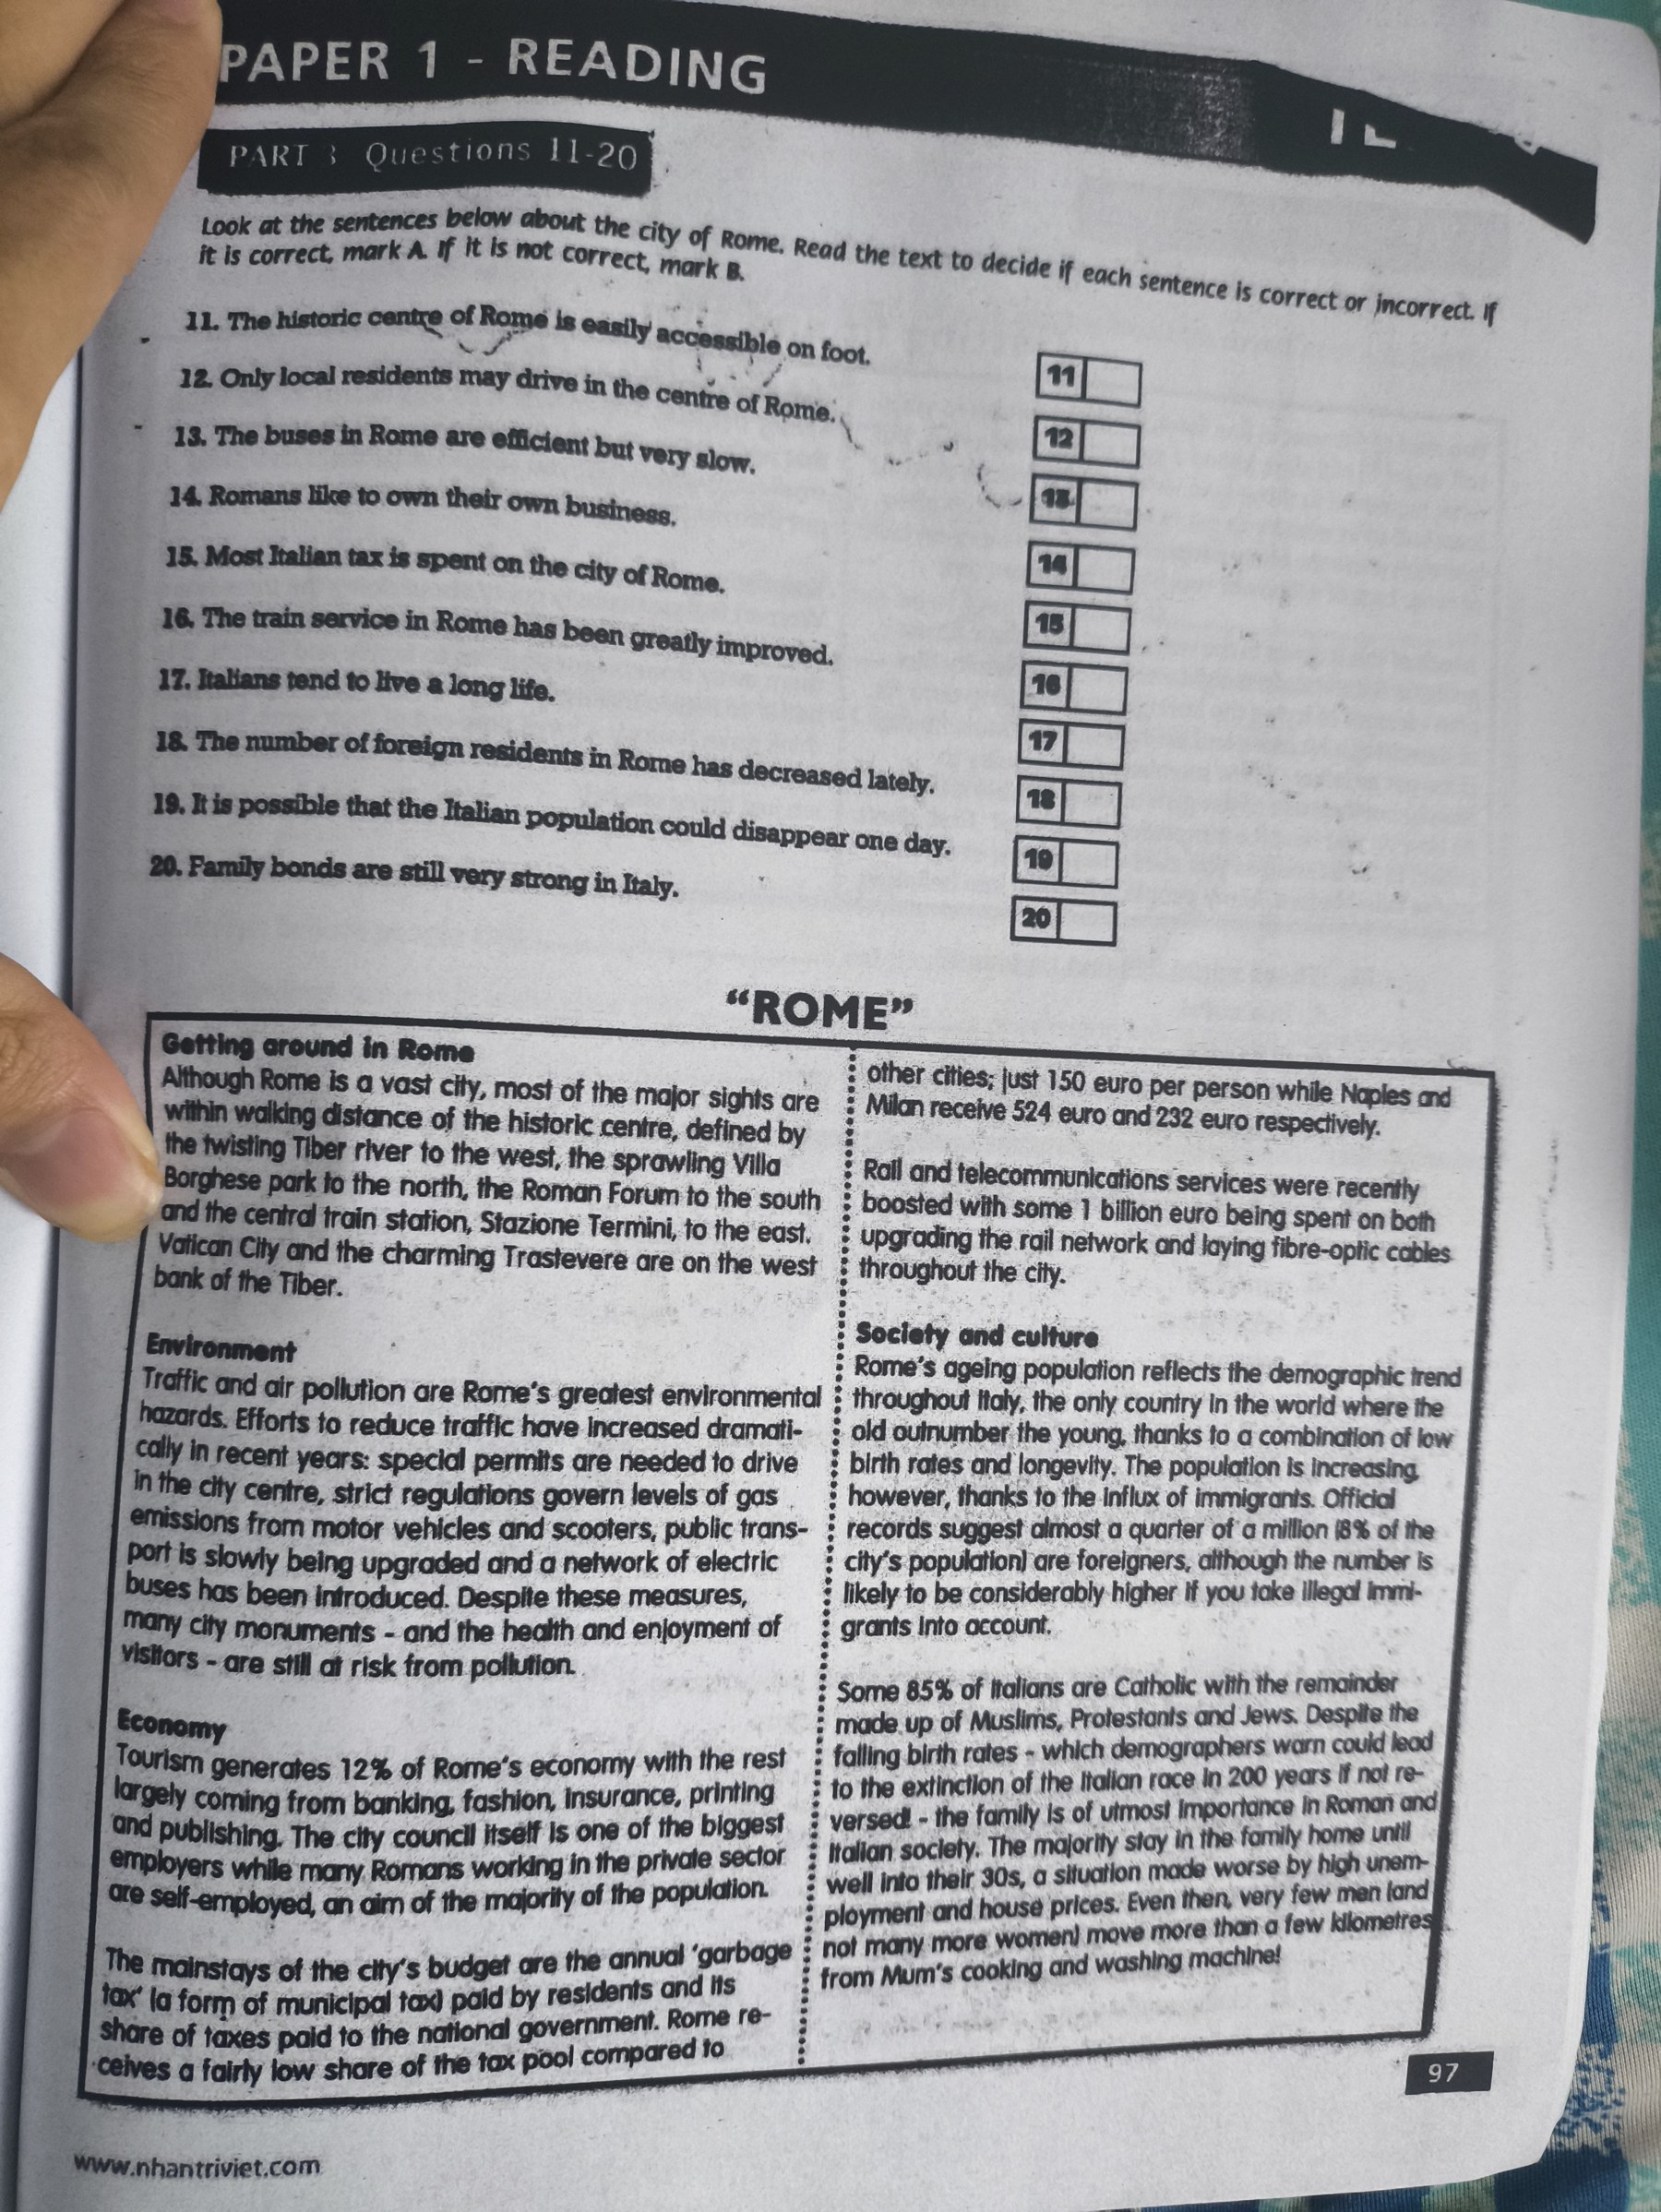 PAPER 1 - READING
PART 3 Questions 11-20
Look at the sentences below about the city of Rome. Read the text to decide if each sentence is correct or incorrect. If
it is correct, mark A. If it is not correct, mark B.
11. The historic centre of Rome is easily accessible on foot.
12. Only local residents may drive in the centre of Rome.
13. The buses in Rome are efficient but very slow.
14. Romans like to own their own business.
15. Most Italian tax is spent on the city of Rome.
16. The train service in Rome has been greatly improved.
17. Italians tend to live a long life.
18. The number of foreign residents in Rome has decreased lately.
19. It is possible that the Italian population could disappear one day.
20. Family bonds are still very strong in Italy.
11
12
13
14
15
16
17
18
19
20
"ROME"
Getting around in Rome
Although Rome is a vast city, most of the major sights are
within walking distance of the historic centre, defined by
the twisting Tiber river to the west, the sprawling Villa
Borghese park to the north, the Roman Forum to the south
and the central train station, Stazione Termini, to the east.
Vatican City and the charming Trastevere are on the west
bank of the Tiber.
Environment
Traffic and air pollution are Rome's greatest environmental
hazards. Efforts to reduce traffic have increased dramati-
cally in recent years: special permits are needed to drive
in the city centre, strict regulations govern levels of gas
emissions from motor vehicles and scooters, public trans-
port is slowly being upgraded and a network of electric
buses has been introduced. Despite these measures,
many city monuments - and the health and enjoyment of
visitors - are still at risk from pollution.
Economy
Tourism generates 12% of Rome's economy with the rest
largely coming from banking, fashion, insurance, printing
and publishing. The city council itself is one of the biggest
employers while many Romans working in the private sector
are self-employed, an aim of the majority of the population.
The mainstays of the city's budget are the annual 'garbage
tax' (a form of municipal tax) paid by residents and its
share of taxes paid to the national government. Rome re-
ceives a fairly low share of the tax pool compared to
other cities; just 150 euro per person while Naples and
Milan receive 524 euro and 232 euro respectively.
Rail and telecommunications services were recently
boosted with some 1 billion euro being spent on both
upgrading the rail network and laying fibre-optic cables
throughout the city.
Society and culture
Rome's ageing population reflects the demographic trend
throughout Italy, the only country in the world where the
old outnumber the young, thanks to a combination of low
birth rates and longevity. The population is increasing,
however, thanks to the influx of immigrants. Official
records suggest almost a quarter of a million (8% of the
city's population) are foreigners, although the number is
likely to be considerably higher if you take illegal immi-
grants into account.
Some 85% of Italians are Catholic with the remainder
made up of Muslims, Protestants and Jews. Despite the
falling birth rates - which demographers warn could lead
to the extinction of the Italian race in 200 years if not re-
versed! - the family is of utmost importance in Roman and
Italian society. The majority stay in the family home until
well into their 30s, a situation made worse by high unem-
ployment and house prices. Even then, very few men (and
not many more women) move more than a few kilometres
from Mum's cooking and washing machine!
97
www.nhantriviet.com